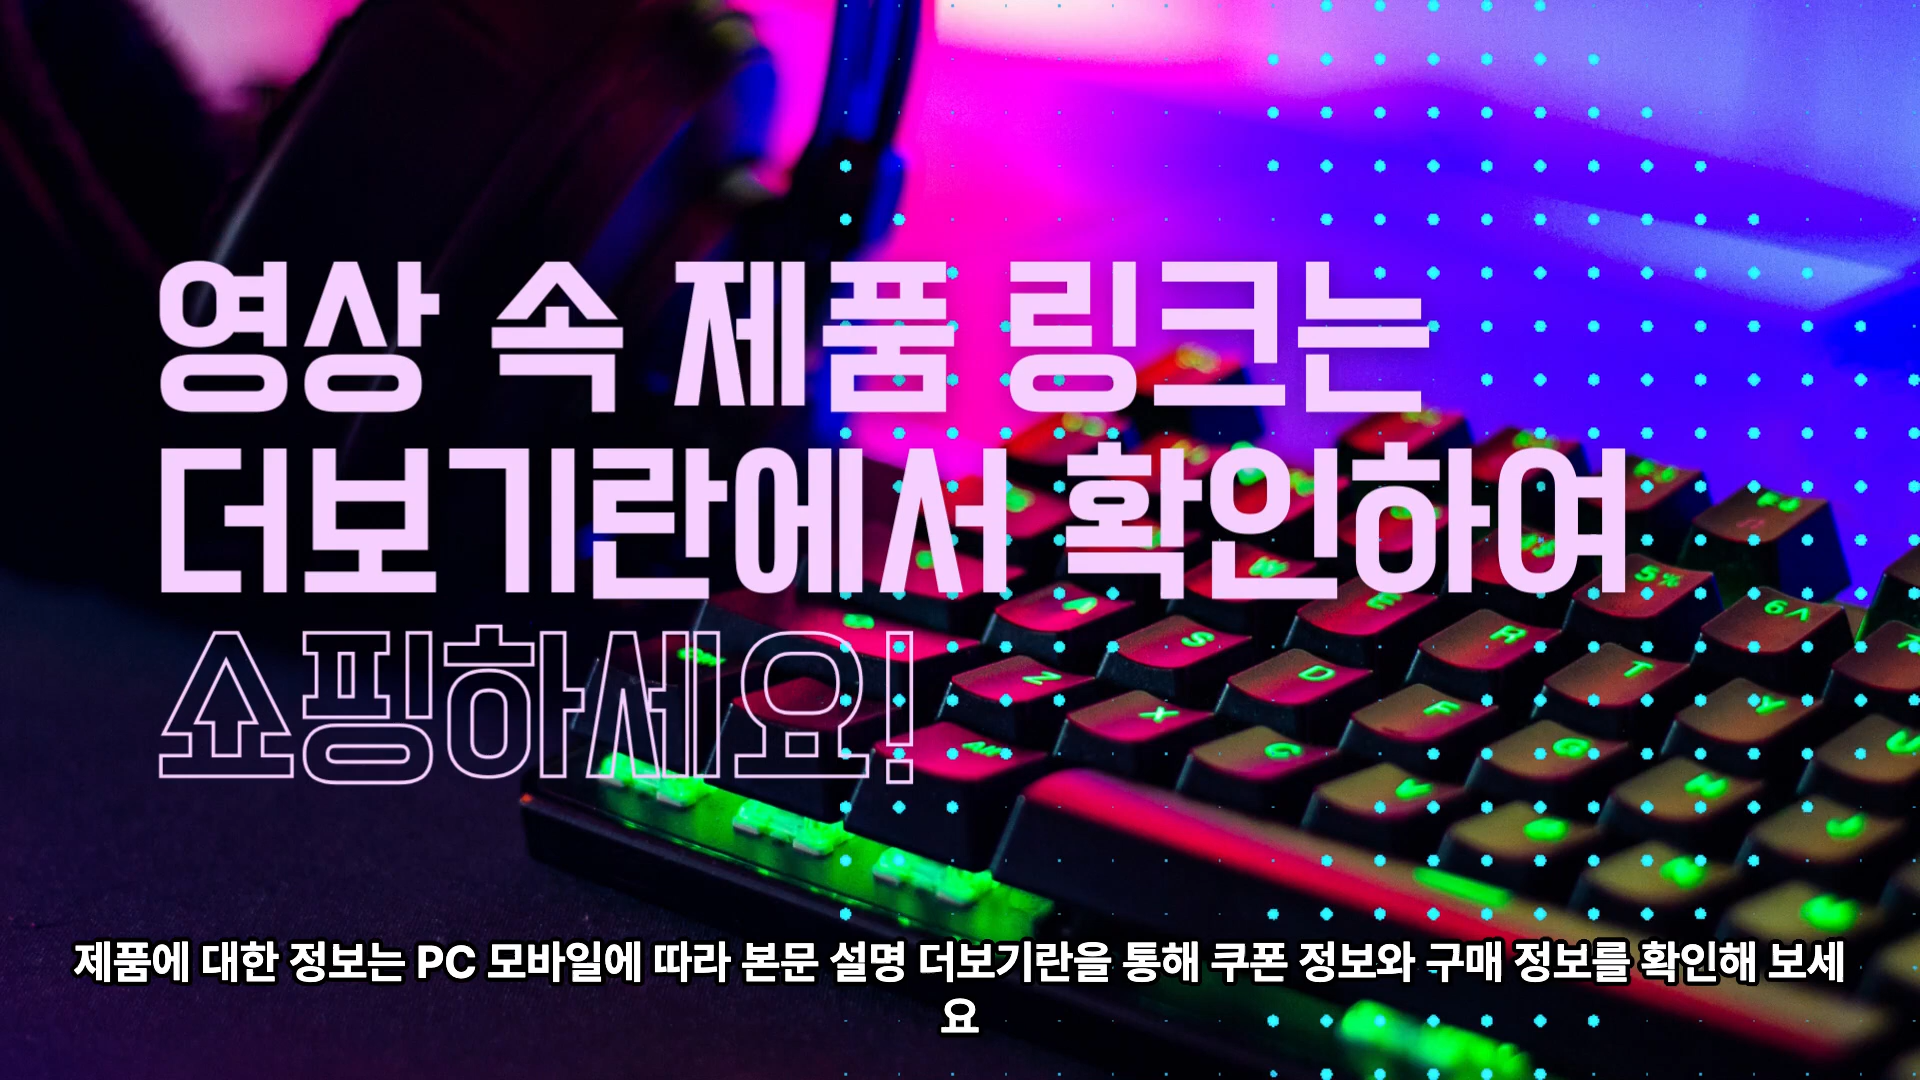 영상 속 제품 링크는
더보기란에서 확인하여
쇼핑하세요!
5%
6^
W
E
R
T
Y
U
A
S
D
F
G
H
J
Z
X
C
V
M
Alt
제품에 대한 정보는 PC 모바일에 따라 본문 설명 더보기란을 통해 쿠폰 정보와 구매 정보를 확인해 보세
요